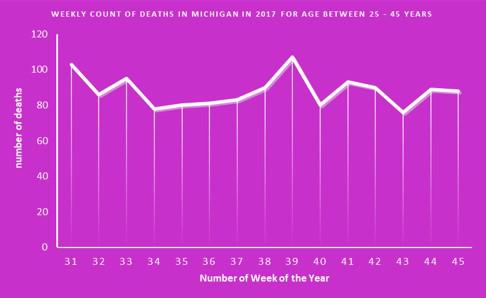 WEEKLY COUNT OF DEATHS IN MICHIGAN IN 2017 FOR AGE BETWEEN 25 – 45 YEARS
120
100
80
60
40
20
0
number of deaths
31 32 33 34 35 36 37 38 39 40 41 42 43 44 45
Number of Week of the Year